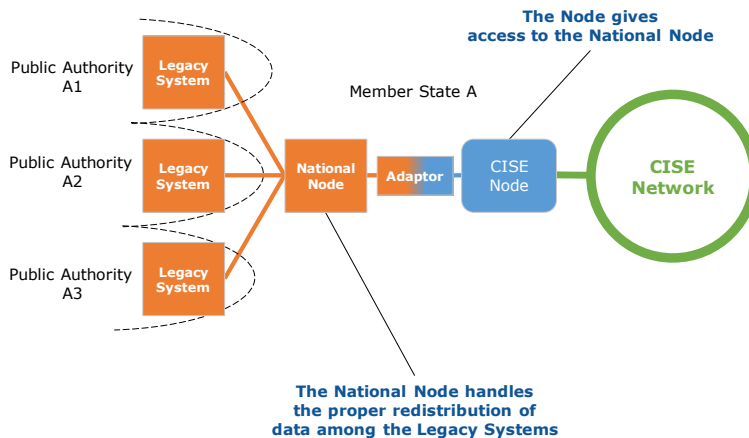 The Node gives
access to the National Node
Public Authority
A1
Legacy
System
Member State A
Public Authority
A2
Legacy
System
National
Node
Adaptor
CISE
Node
CISE
Network
Public Authority
A3
Legacy
System
The National Node handles
the proper redistribution of
data among the Legacy Systems